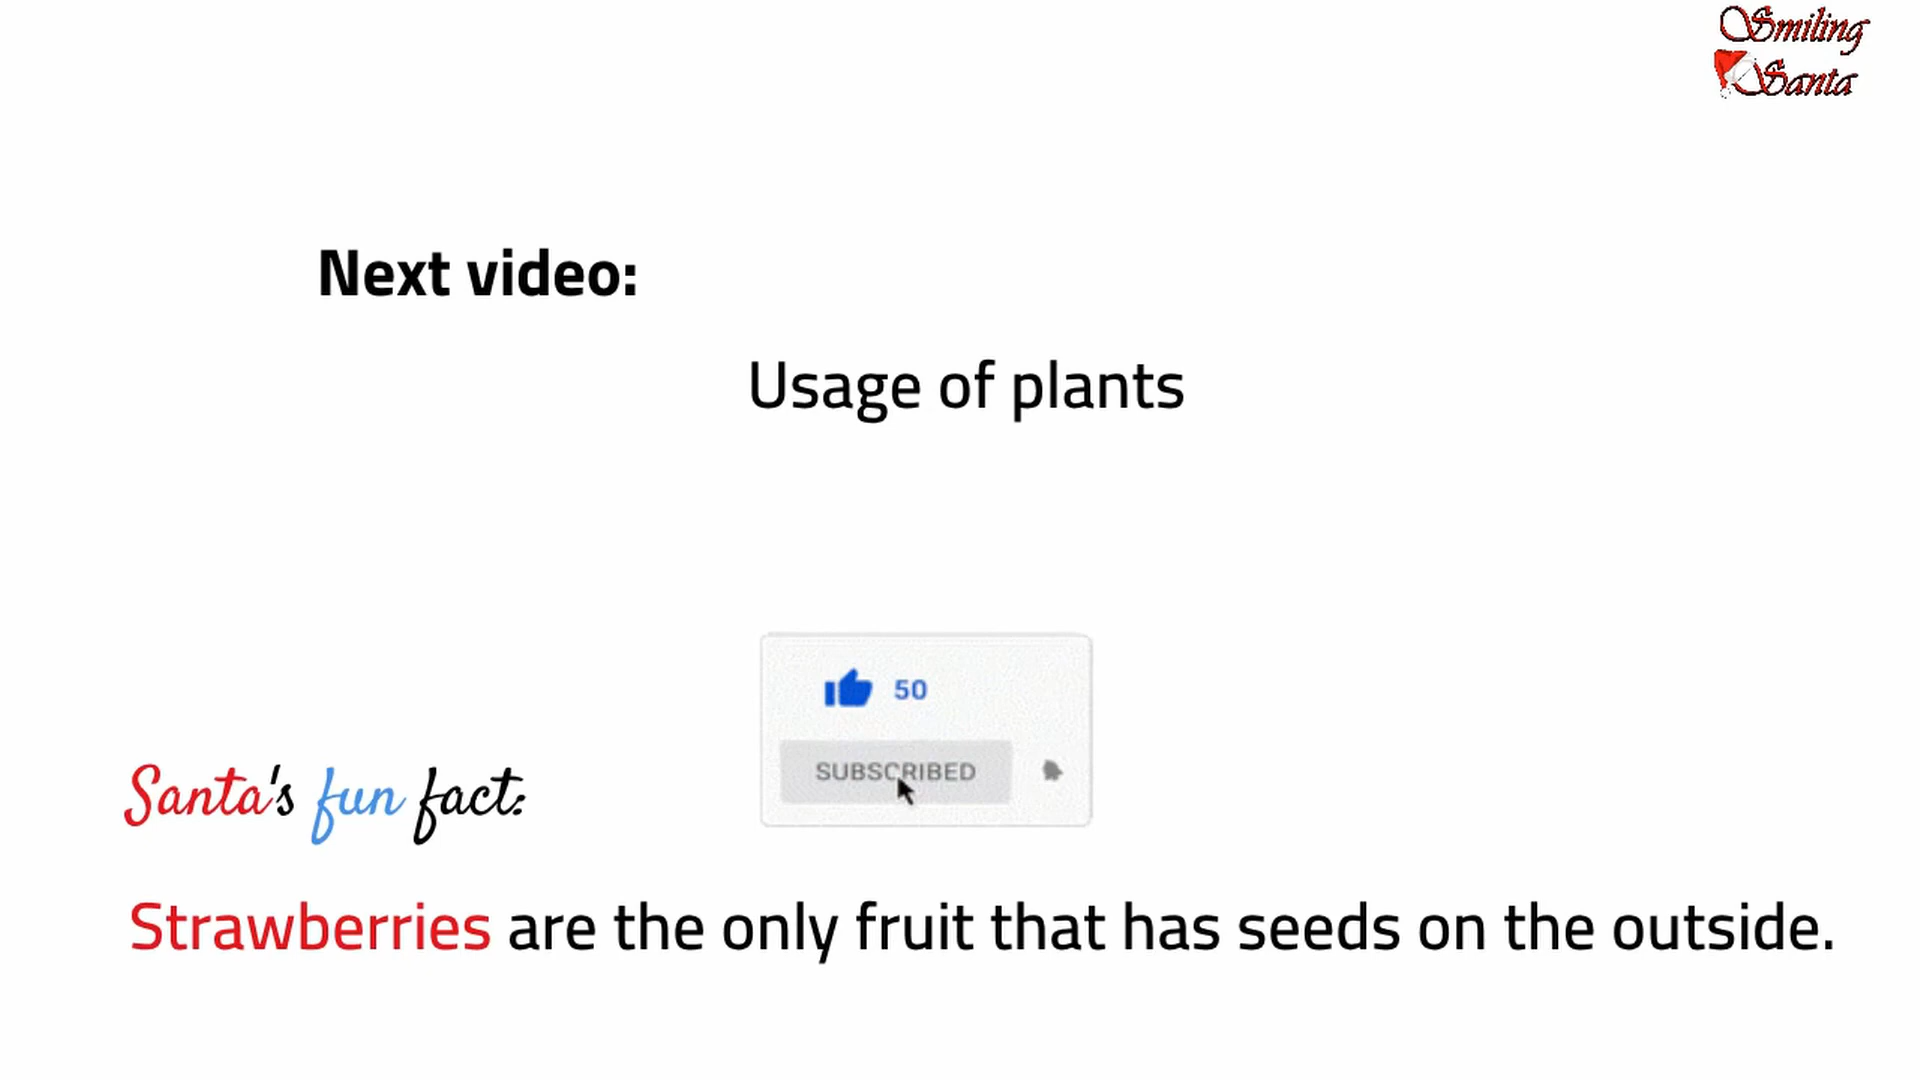 Smiling
Santa
Next video:
Usage of plants
50
SUBSCRIBED
Santa's fun fact:
Strawberries are the only fruit that has seeds on the outside.